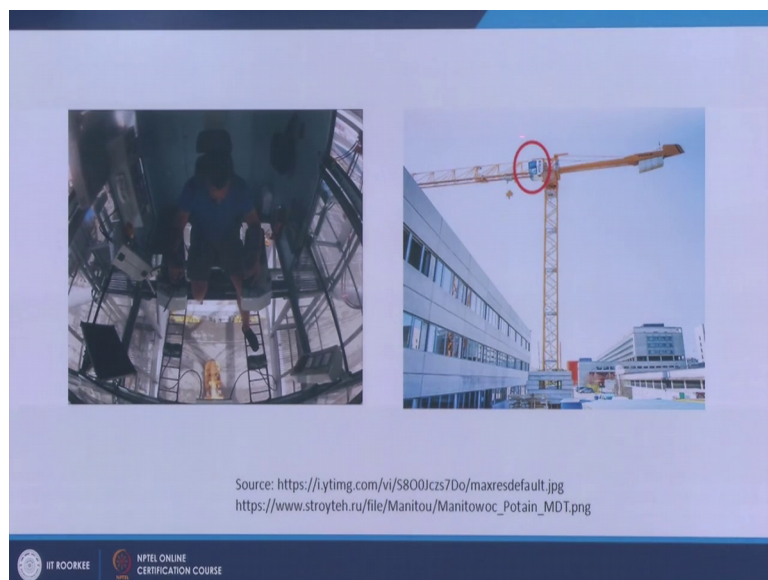 Source: https://i.ytimg.com/vi/S8O0Jczs7Do/maxresdefault.jpg
https://www.stroyteh.ru/file/Manitou/Manitowoc_Potain_MDT.png
IIT ROORKEE
NPTEL ONLINE
CERTIFICATION COURSE